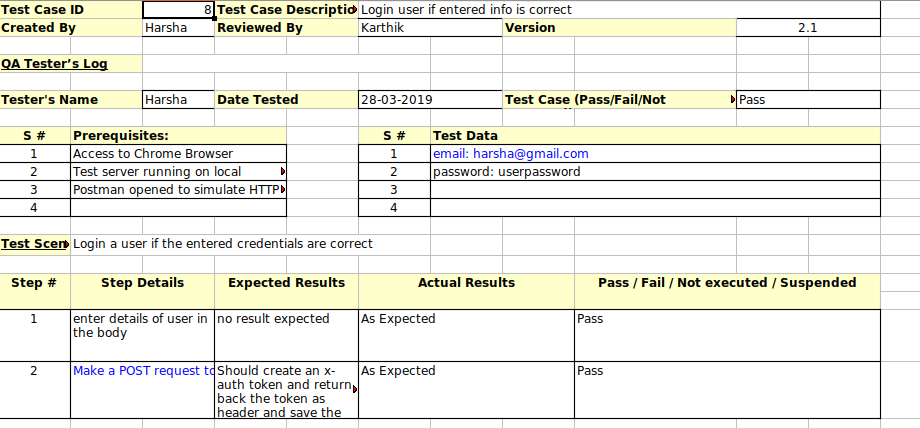 Test Case ID 8 Test Case Descriptio Login user if entered info is correct
Created By Harsha Reviewed By Karthik Version 2.1
QA Tester's Log
Tester's Name Harsha Date Tested 28-03-2019 Test Case (Pass/Fail/Not Pass
S # Prerequisites: S # Test Data
1 Access to Chrome Browser 1 email: harsha@gmail.com
2 Test server running on local 2 password: userpassword
3 Postman opened to simulate HTTP 3
4 4
Test Scen Login a user if the entered credentials are correct
Step # Step Details Expected Results Actual Results Pass / Fail / Not executed / Suspended
1 enter details of user in no result expected As Expected Pass
the body
2 Make a POST request to Should create an x- As Expected Pass
auth token and return
back the token as
header and save the